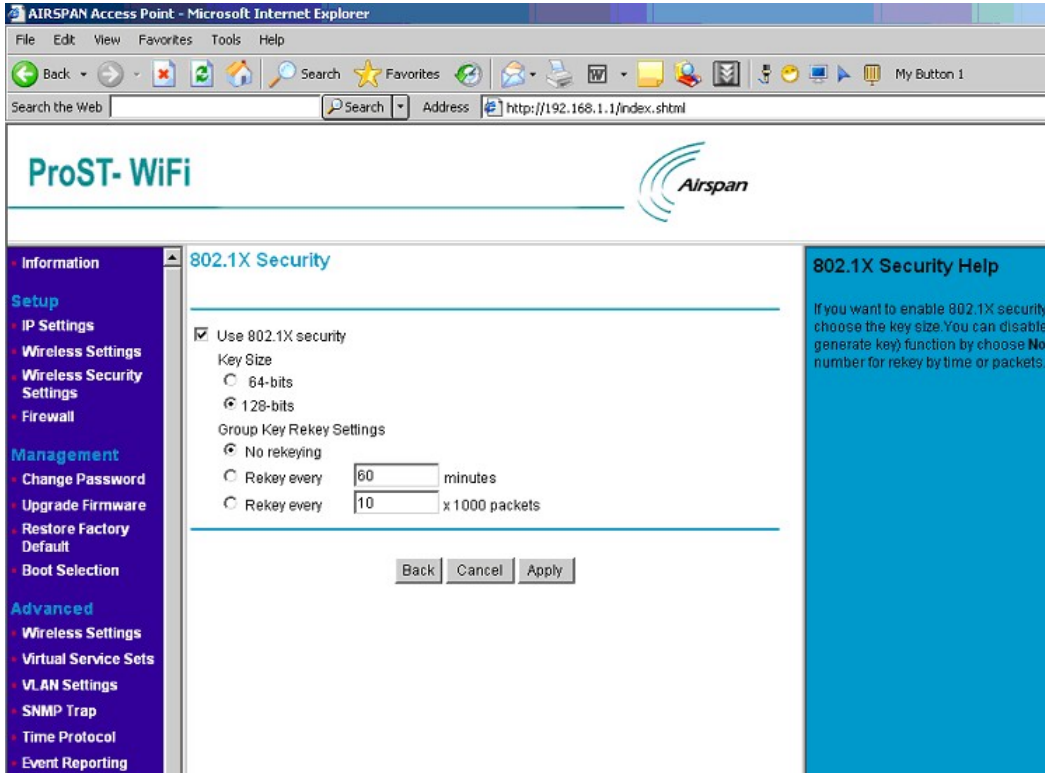 AIRSPAN Access Point - Microsoft Internet Explorer
File Edit View Favorites Tools Help
Back Search Favorites My Button 1
Search the Web Search Address http://192.168.1.1/index.shtml
ProST- WiFi
Airspan
Information
Setup
IP Settings
Wireless Settings
Wireless Security
Settings
Firewall
Management
Change Password
Upgrade Firmware
Restore Factory
Default
Boot Selection
Advanced
Wireless Settings
Virtual Service Sets
VLAN Settings
SNMP Trap
Time Protocol
Event Reporting
802.1X Security
Use 802.1X security
Key Size
64-bits
128-bits
Group Key Rekey Settings
No rekeying
Rekey every 60 minutes
Rekey every 10 x 1000 packets
Back Cancel Apply
802.1X Security Help
If you want to enable 802.1X security
choose the key size.You can disable
generate key) function by choose No
number for rekey by time or packets.